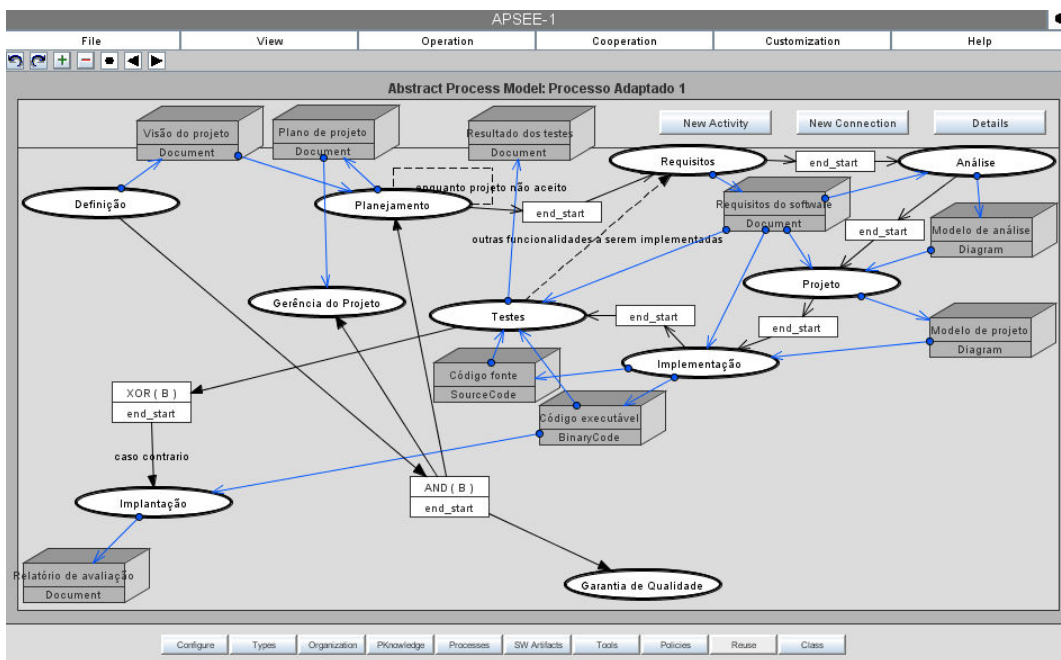 APSEE-1
File View Operation Cooperation Customization Help
Abstract Process Model: Processo Adaptado 1
New Activity New Connection Details
Visão do projeto
Document
Plano de projeto
Document
Resultado dos testes
Document
Requisitos
end_start
Análise
enquanto projeto não aceito
Definição
Planejamento
end_start
Requisitos do software
Document
end_start
Modelo de análise
Diagram
outras funcionalidades a serem implementadas
Projeto
Gerência do Projeto
Testes
end_start
end_start
Modelo de projeto
Diagram
Implementação
Código fonte
SourceCode
XOR ( B )
end_start
Código executável
BinaryCode
caso contrario
AND ( B )
end_start
Implantação
Relatório de avaliação
Document
Garantia de Qualidade
Configure Types Organization PKnowledge Processes SW Artifacts Tools Policies Reuse Class